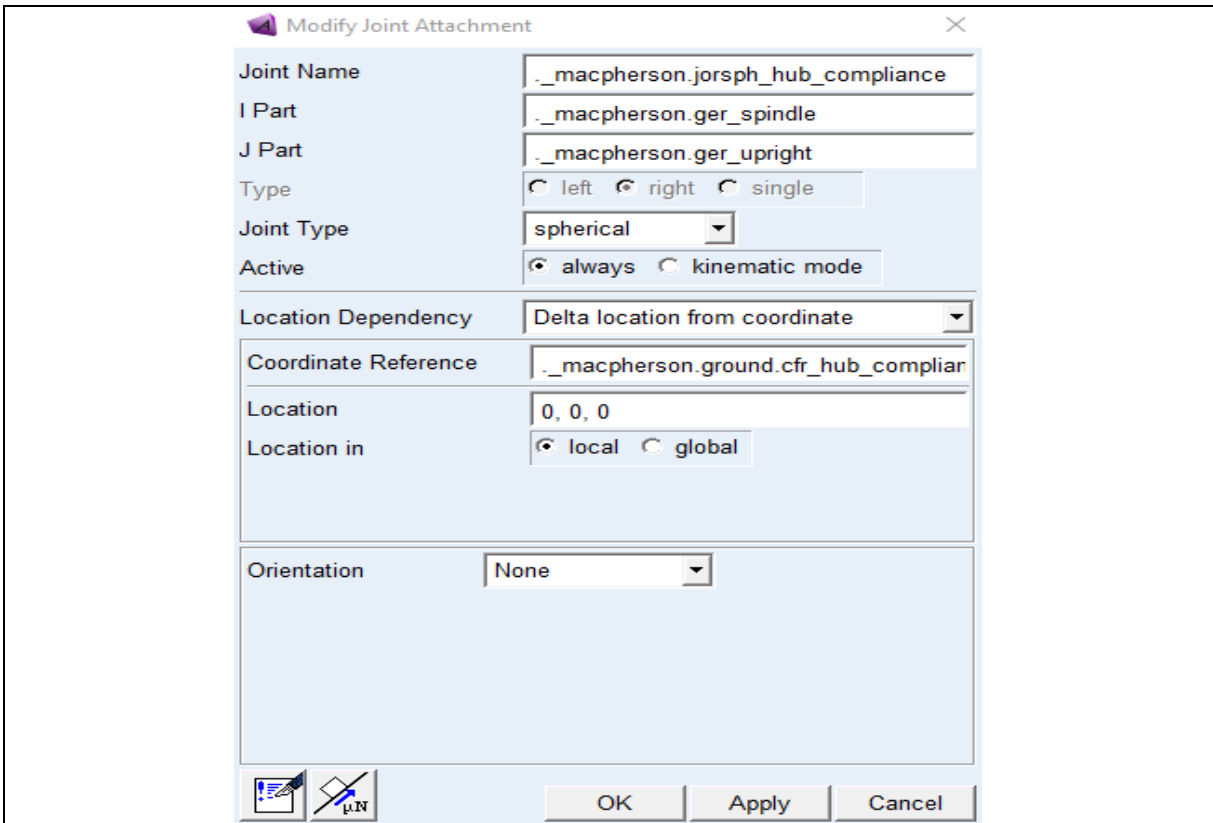 Modify Joint Attachment
Joint Name ._macpherson.jorsph_hub_compliance
I Part ._macpherson.ger_spindle
J Part ._macpherson.ger_upright
Type left right single
Joint Type spherical
Active always kinematic mode
Location Dependency Delta location from coordinate
Coordinate Reference ._macpherson.ground.cfr_hub_complian
Location 0, 0, 0
Location in local global
Orientation None
μN
OK Apply Cancel